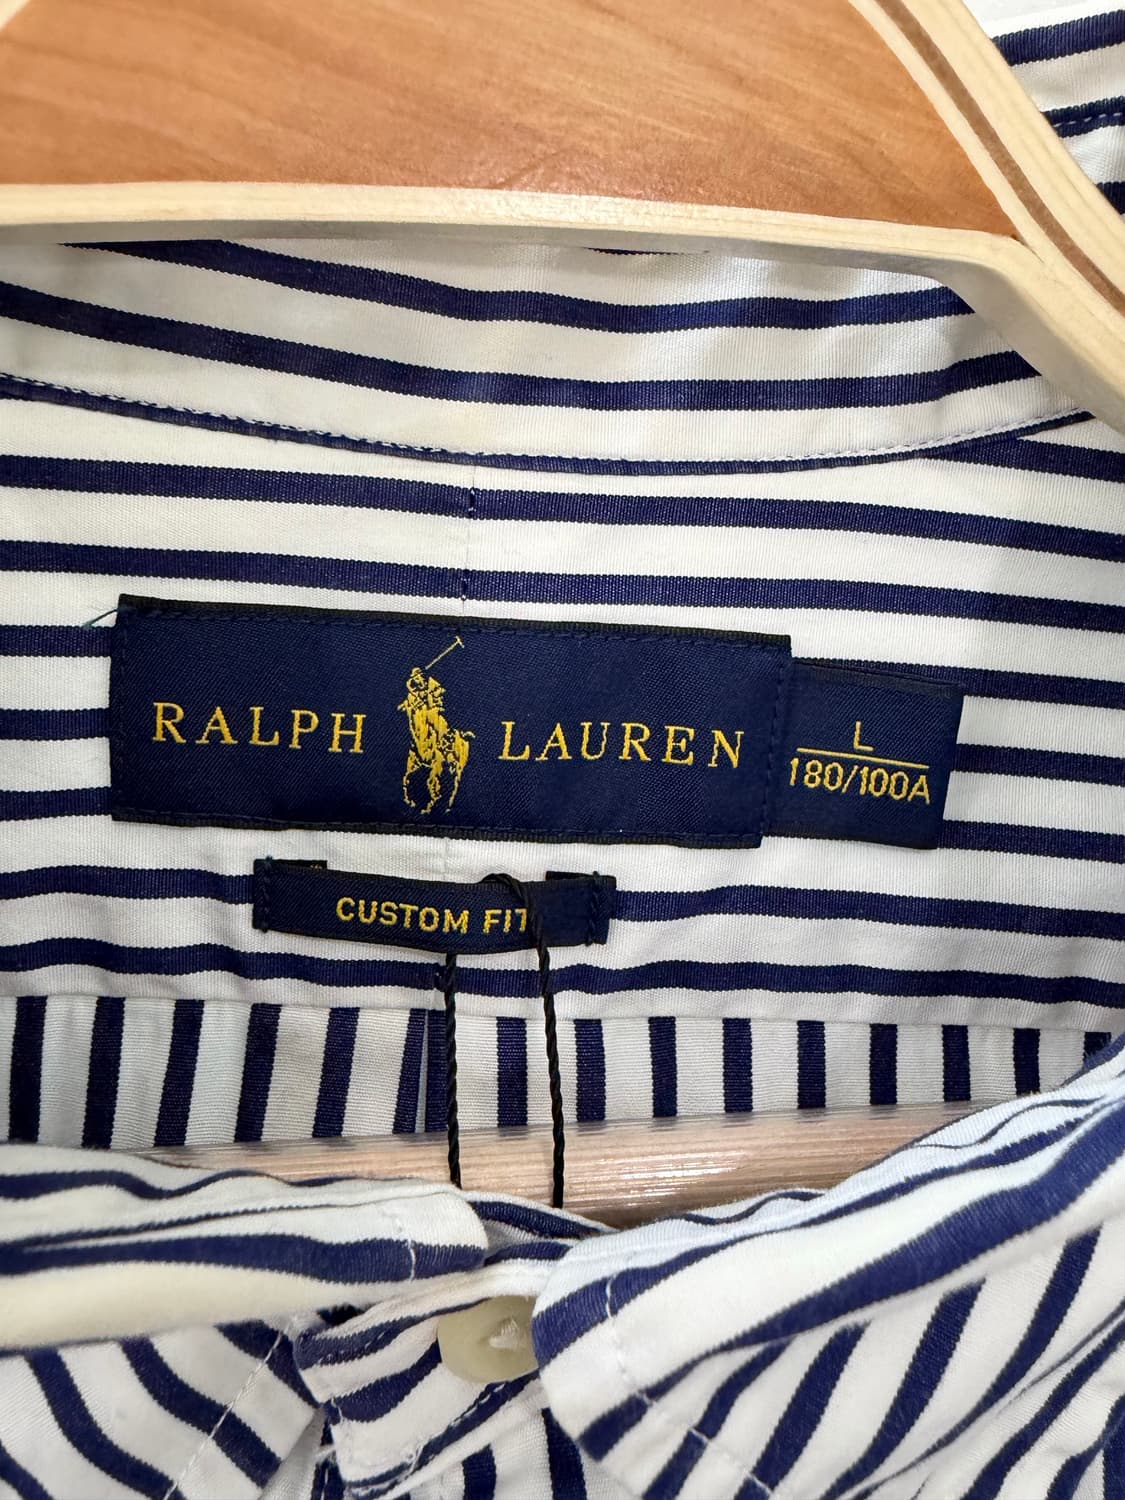 RALPH LAUREN
L
180/100A
CUSTOM FIT